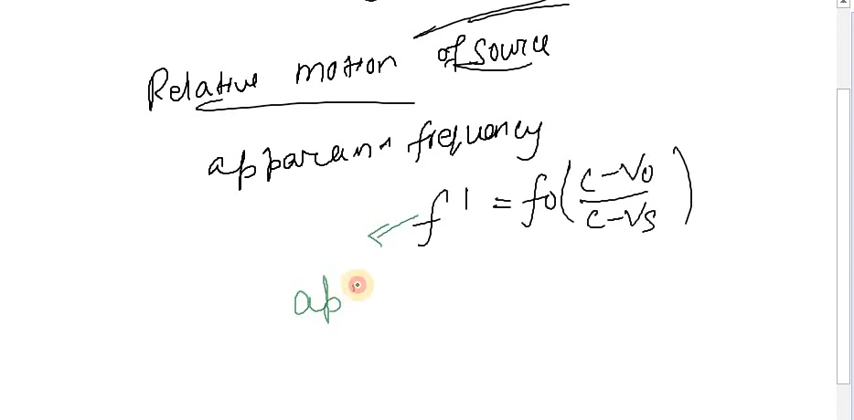 Relative motion of source
apparent frequency
f' = fo(c-vo/c-vs)
ap